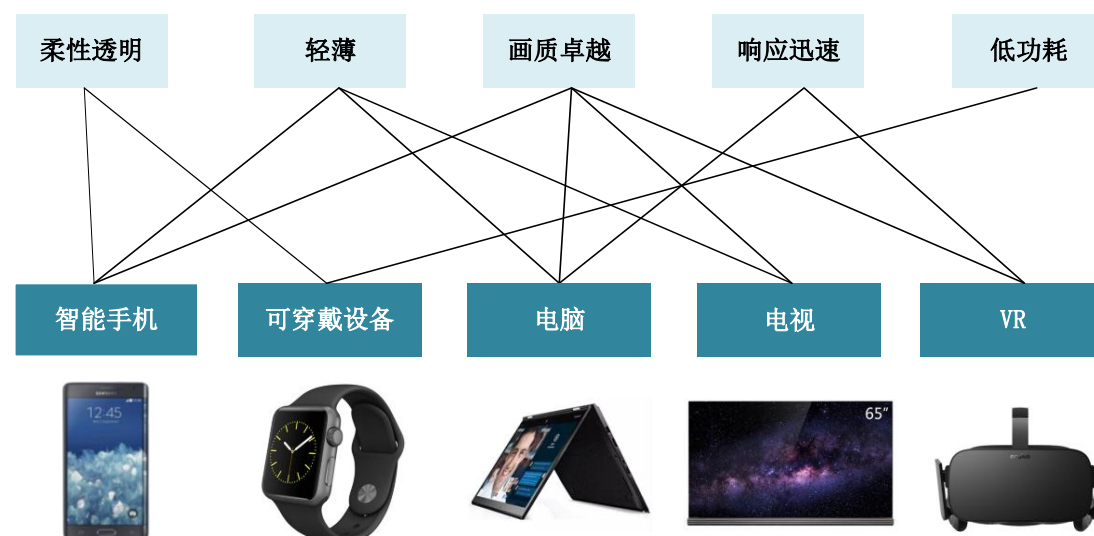 柔性透明
轻薄
画质卓越
响应迅速
低功耗
智能手机
可穿戴设备
电脑
电视
VR
SAMSUNG
12:45
65"